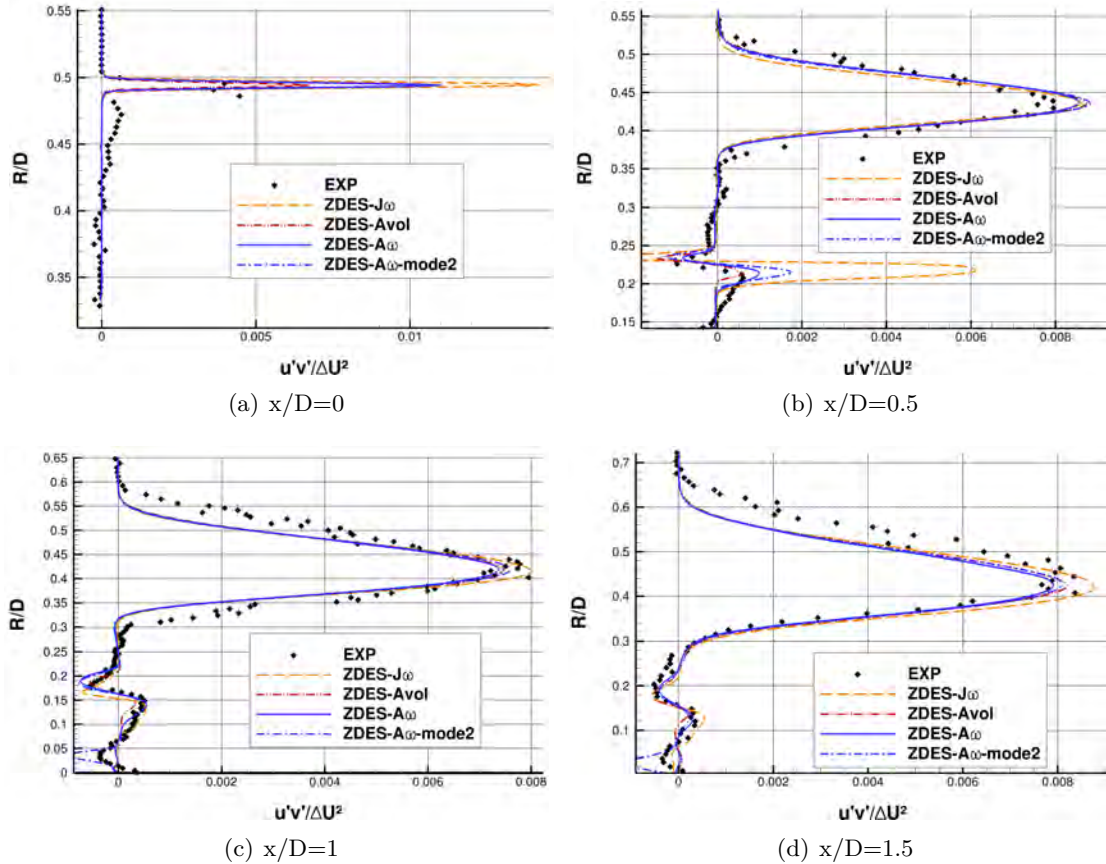 0.55
0.5
R/D
0.45
0.4
0.35
EXP
ZDES-Jω
ZDES-Avol
ZDES-Aω
ZDES-Aω-mode2
0 0.005 0.01
u'v'/ΔU²
(a) x/D=0
0.55
0.5
0.45
0.4
R/D
0.35
0.3
0.25
0.2
0.15
EXP
ZDES-Jω
ZDES-Avol
ZDES-Aω
ZDES-Aω-mode2
0 0.002 0.004 0.006 0.008
u'v'/ΔU²
(b) x/D=0.5
0.65
0.6
0.55
0.5
0.45
0.4
R/D
0.35
0.3
0.25
0.2
0.15
0.1
0.05
0
EXP
ZDES-Jω
ZDES-Avol
ZDES-Aω
ZDES-Aω-mode2
0 0.002 0.004 0.006 0.008
u'v'/ΔU²
(c) x/D=1
0.7
0.6
0.5
R/D
0.4
0.3
0.2
0.1
EXP
ZDES-Jω
ZDES-Avol
ZDES-Aω
ZDES-Aω-mode2
0 0.002 0.004 0.006 0.008
u'v'/ΔU²
(d) x/D=1.5